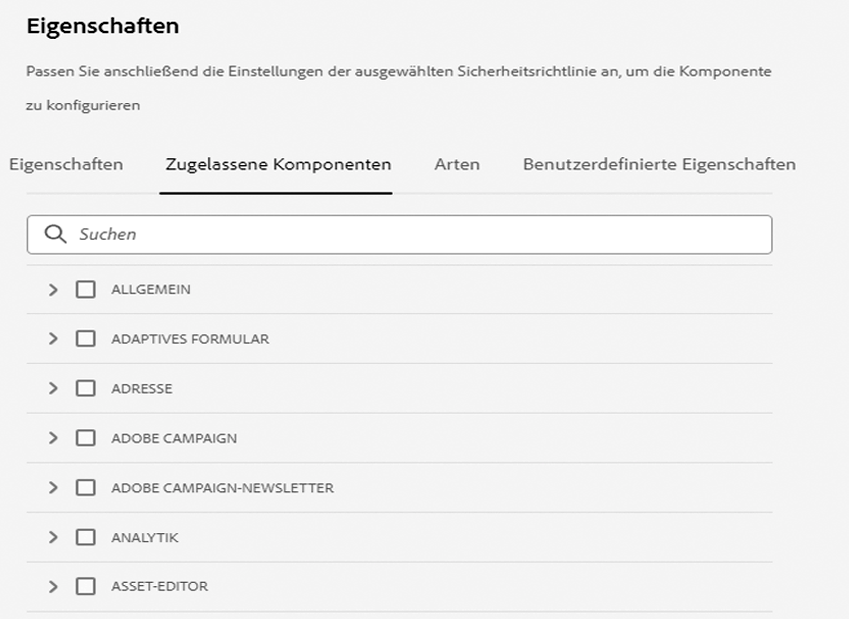 Eigenschaften
Passen Sie anschließend die Einstellungen der ausgewählten Sicherheitsrichtlinie an, um die Komponente
zu konfigurieren
Eigenschaften Zugelassene Komponenten Arten Benutzerdefinierte Eigenschaften
Suchen
ALLGEMEIN
ADAPTIVES FORMULAR
ADRESSE
ADOBE CAMPAIGN
ADOBE CAMPAIGN-NEWSLETTER
ANALYTIK
ASSET-EDITOR